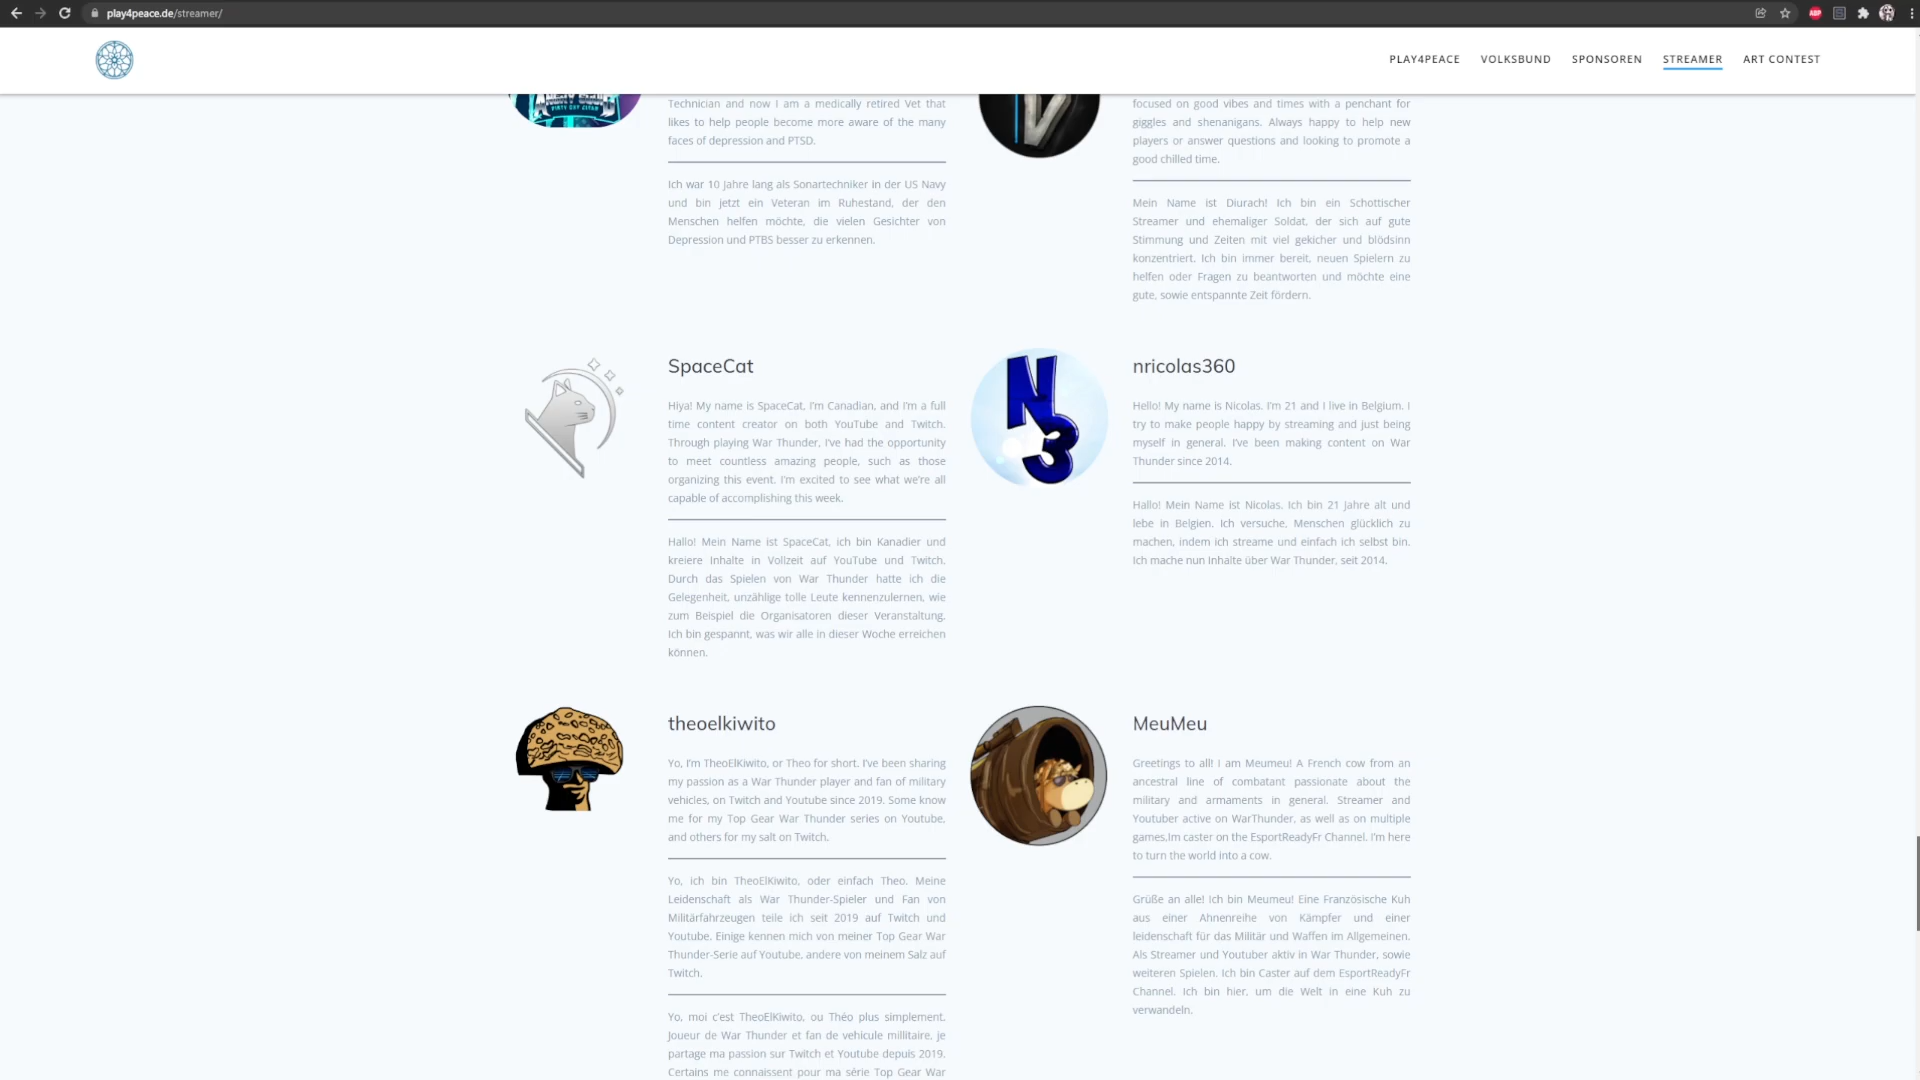 play4peace.de/streamer/
ABP
PLAY4PEACE
VOLKSBUND
SPONSOREN
STREAMER
ART CONTEST
Technician and now I am a medically retired Vet that
likes to help people become more aware of the many
faces of depression and PTSD.
Ich war 10 Jahre lang als Sonartechniker in der US Navy
und bin jetzt ein Veteran im Ruhestand, der den
Menschen helfen möchte, die vielen Gesichter von
Depression und PTBS besser zu erkennen.
focused on good vibes and times with a penchant for
giggles and shenanigans. Always happy to help new
players or answer questions and looking to promote a
good chilled time.
Mein Name ist Diurach! Ich bin ein Schottischer
Streamer und ehemaliger Soldat, der sich auf gute
Stimmung und Zeiten mit viel gekicher und blödsinn
konzentriert. Ich bin immer bereit, neuen Spielern zu
helfen oder Fragen zu beantworten und möchte eine
gute, sowie entspannte Zeit fördern.
SpaceCat
Hiya! My name is SpaceCat, I'm Canadian, and I'm a full
time content creator on both YouTube and Twitch.
Through playing War Thunder, I've had the opportunity
to meet countless amazing people, such as those
organizing this event. I'm excited to see what we're all
capable of accomplishing this week.
Hallo! Mein Name ist SpaceCat, ich bin Kanadier und
kreiere Inhalte in Vollzeit auf YouTube und Twitch.
Durch das Spielen von War Thunder hatte ich die
Gelegenheit, unzählige tolle Leute kennenzulernen, wie
zum Beispiel die Organisatoren dieser Veranstaltung.
Ich bin gespannt, was wir alle in dieser Woche erreichen
können.
N3
nricolas360
Hello! My name is Nicolas. I'm 21 and I live in Belgium. I
try to make people happy by streaming and just being
myself in general. I've been making content on War
Thunder since 2014.
Hallo! Mein Name ist Nicolas. Ich bin 21 Jahre alt und
lebe in Belgien. Ich versuche, Menschen glücklich zu
machen, indem ich streame und einfach ich selbst bin.
Ich mache nun Inhalte über War Thunder, seit 2014.
theoelkiwito
Yo, I'm TheoElKiwito, or Theo for short. I've been sharing
my passion as a War Thunder player and fan of military
vehicles, on Twitch and Youtube since 2019. Some know
me for my Top Gear War Thunder series on Youtube,
and others for my salt on Twitch.
Yo, ich bin TheoElKiwito, oder einfach Theo. Meine
Leidenschaft als War Thunder-Spieler und Fan von
Militärfahrzeugen teile ich seit 2019 auf Twitch und
Youtube. Einige kennen mich von meiner Top Gear War
Thunder-Serie auf Youtube, andere von meinem Salz auf
Twitch.
Yo, moi c'est TheoElKiwito, ou Théo plus simplement.
Joueur de War Thunder et fan de vehicule millitaire, je
partage ma passion sur Twitch et Youtube depuis 2019.
Certains me connaissent pour ma série Top Gear War
MeuMeu
Greetings to all! I am Meumeu! A French cow from an
ancestral line of combatant passionate about the
military and armaments in general. Streamer and
Youtuber active on WarThunder, as well as on multiple
games,Im caster on the EsportReadyFr Channel. I'm here
to turn the world into a cow.
Grüße an alle! Ich bin Meumeu! Eine Französische Kuh
aus einer Ahnenreihe von Kämpfer und einer
leidenschaft für das Militär und Waffen im Allgemeinen.
Als Streamer und Youtuber aktiv in War Thunder, sowie
weiteren Spielen. Ich bin Caster auf dem EsportReadyFr
Channel. Ich bin hier, um die Welt in eine Kuh zu
verwandeln.